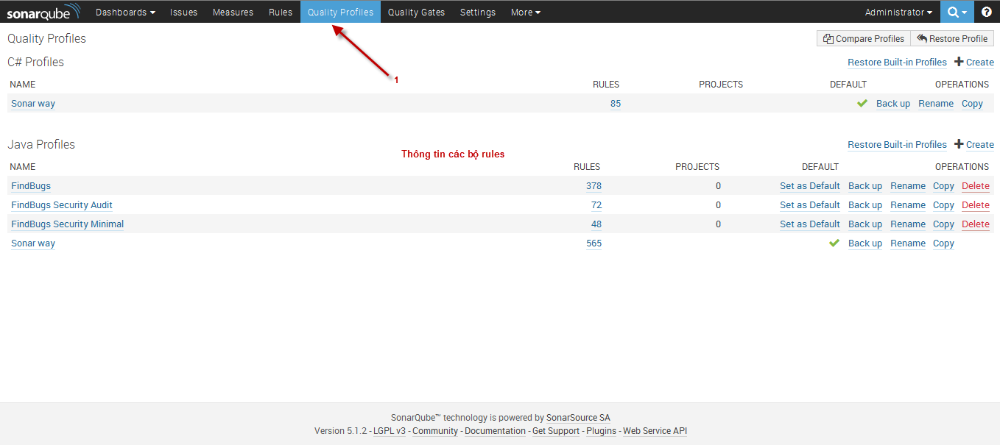 sonarqube Dashboards Issues Measures Rules Quality Profiles Quality Gates Settings More Administrator
Quality Profiles Compare Profiles Restore Profile
1
C# Profiles Restore Built-in Profiles Create
NAME RULES PROJECTS DEFAULT OPERATIONS
Sonar way 85 Back up Rename Copy
Java Profiles Restore Built-in Profiles Create
Thông tin các bộ rules
NAME RULES PROJECTS DEFAULT OPERATIONS
FindBugs 378 0 Set as Default Back up Rename Copy Delete
FindBugs Security Audit 72 0 Set as Default Back up Rename Copy Delete
FindBugs Security Minimal 48 0 Set as Default Back up Rename Copy Delete
Sonar way 565 Back up Rename Copy
SonarQube™ technology is powered by SonarSource SA
Version 5.1.2 - LGPL v3 - Community - Documentation - Get Support - Plugins - Web Service API